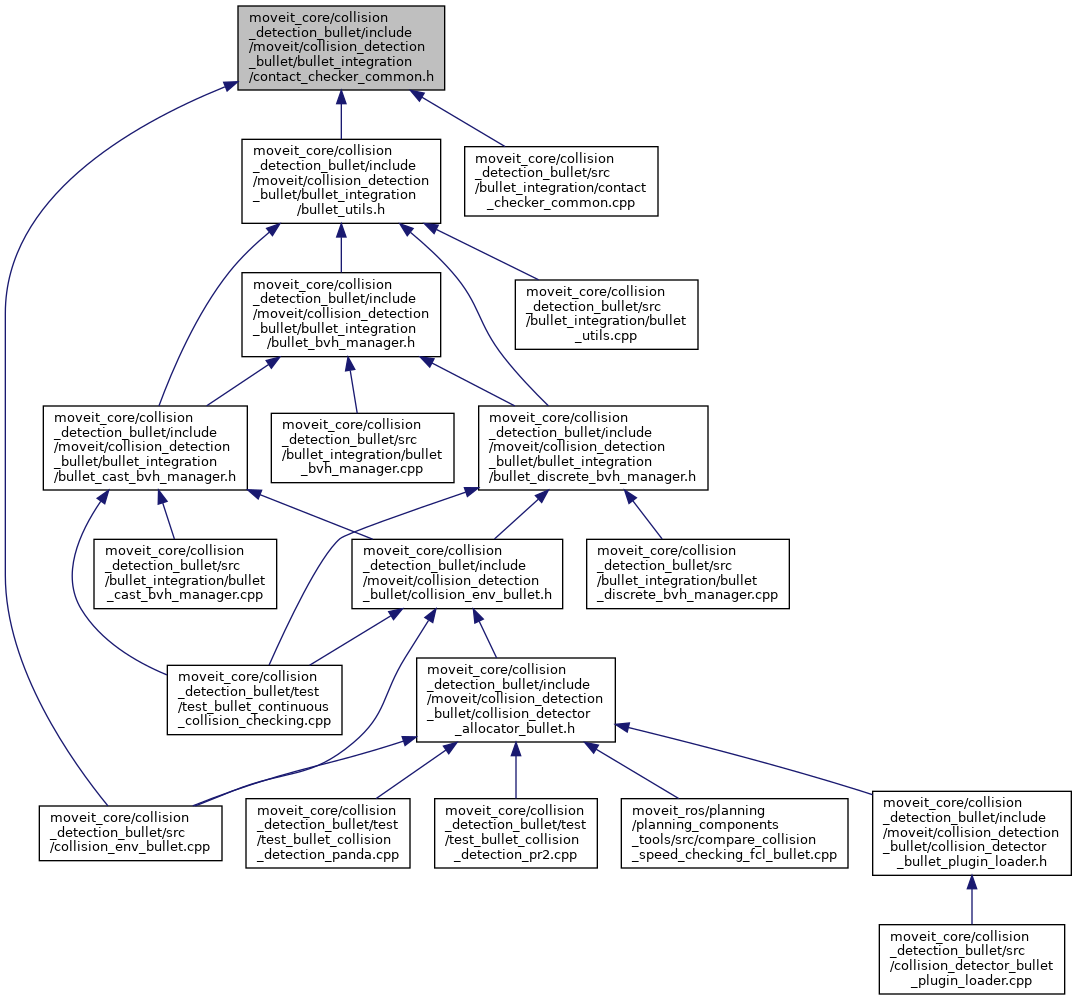 moveit_core/collision
_detection_bullet/include
/moveit/collision_detection
_bullet/bullet_integration
/contact_checker_common.h
moveit_core/collision
_detection_bullet/include
/moveit/collision_detection
_bullet/bullet_integration
/bullet_utils.h
moveit_core/collision
_detection_bullet/src
/bullet_integration/contact
_checker_common.cpp
moveit_core/collision
_detection_bullet/include
/moveit/collision_detection
_bullet/bullet_integration
/bullet_bvh_manager.h
moveit_core/collision
_detection_bullet/src
/bullet_integration/bullet
_utils.cpp
moveit_core/collision
_detection_bullet/include
/moveit/collision_detection
_bullet/bullet_integration
/bullet_cast_bvh_manager.h
moveit_core/collision
_detection_bullet/src
/bullet_integration/bullet
_bvh_manager.cpp
moveit_core/collision
_detection_bullet/include
/moveit/collision_detection
_bullet/bullet_integration
/bullet_discrete_bvh_manager.h
moveit_core/collision
_detection_bullet/src
/bullet_integration/bullet
_cast_bvh_manager.cpp
moveit_core/collision
_detection_bullet/include
/moveit/collision_detection
_bullet/collision_env_bullet.h
moveit_core/collision
_detection_bullet/src
/bullet_integration/bullet
_discrete_bvh_manager.cpp
moveit_core/collision
_detection_bullet/test
/test_bullet_continuous
_collision_checking.cpp
moveit_core/collision
_detection_bullet/include
/moveit/collision_detection
_bullet/collision_detector
_allocator_bullet.h
moveit_core/collision
_detection_bullet/src
/collision_env_bullet.cpp
moveit_core/collision
_detection_bullet/test
/test_bullet_collision
_detection_panda.cpp
moveit_core/collision
_detection_bullet/test
/test_bullet_collision
_detection_pr2.cpp
moveit_ros/planning
/planning_components
_tools/src/compare_collision
_speed_checking_fcl_bullet.cpp
moveit_core/collision
_detection_bullet/include
/moveit/collision_detection
_bullet/collision_detector
_bullet_plugin_loader.h
moveit_core/collision
_detection_bullet/src
/collision_detector_bullet
_plugin_loader.cpp